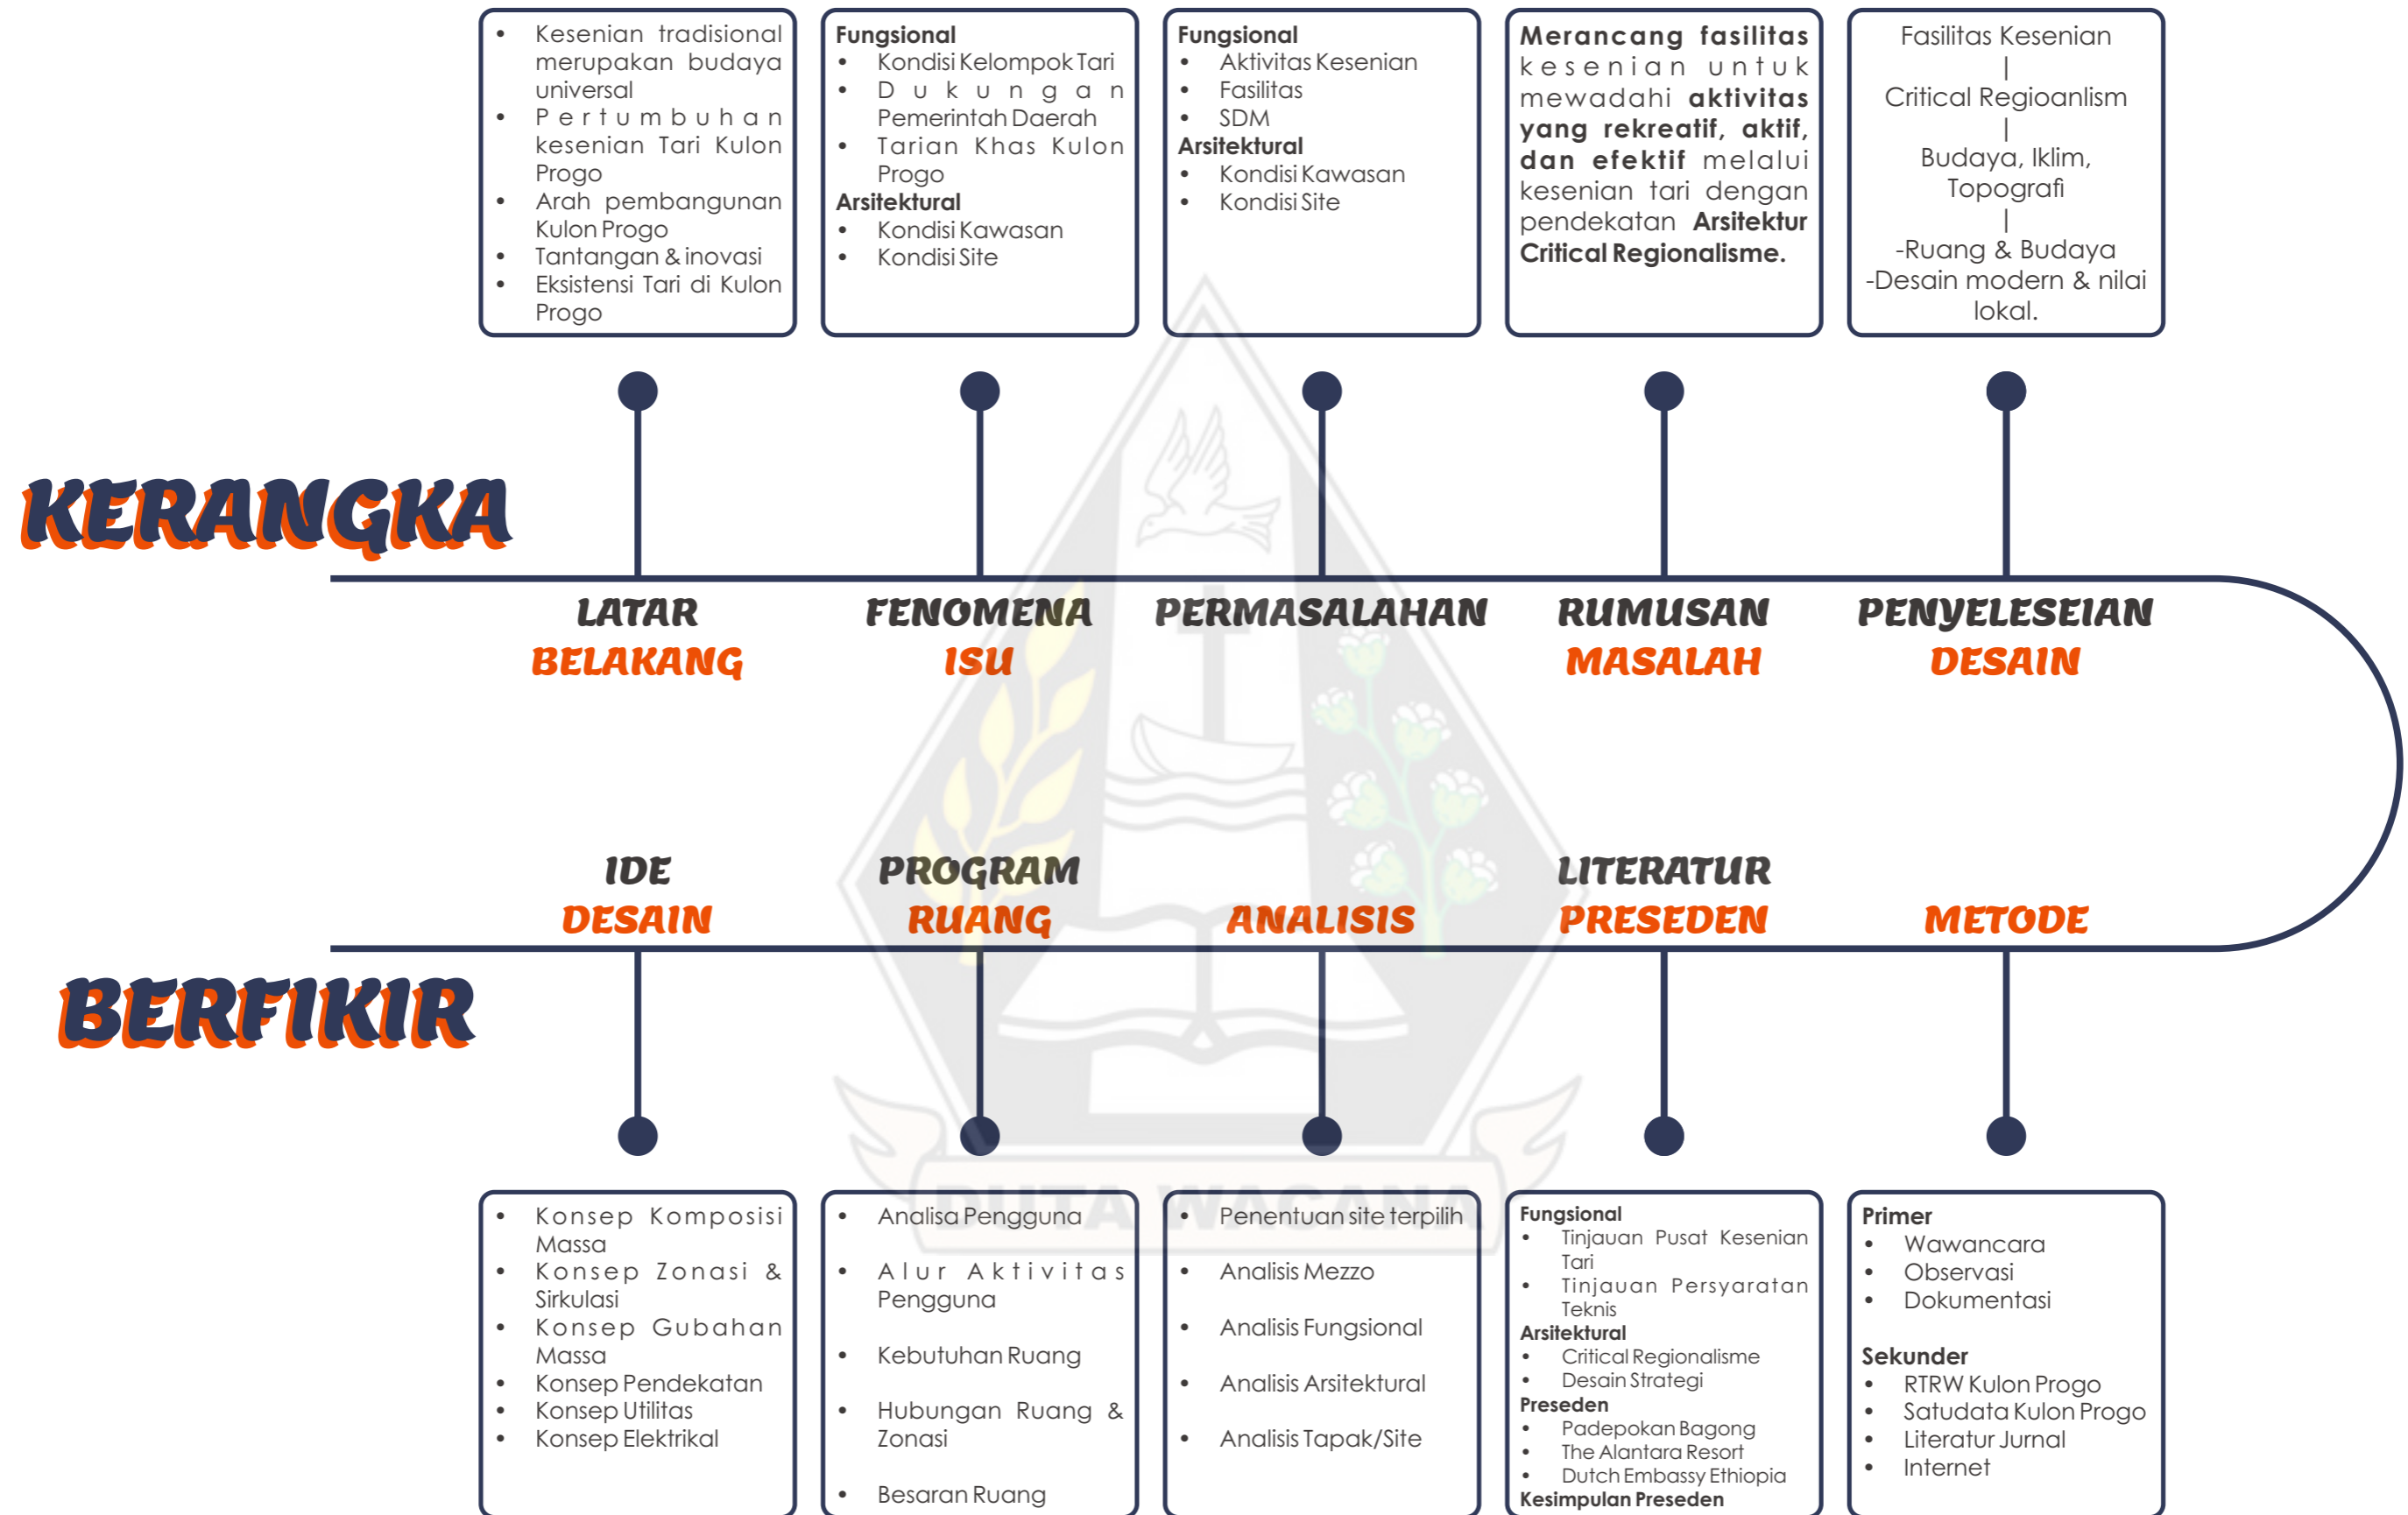 • Kesenian tradisional
merupakan budaya
universal
• Pertumbuhan
kesenian Tari Kulon
Progo
• Arah pembangunan
Kulon Progo
• Tantangan & inovasi
• Eksistensi Tari di Kulon
Progo
Fungsional
• Kondisi Kelompok Tari
• Dukungan
Pemerintah Daerah
• Tarian Khas Kulon
Progo
Arsitektural
• Kondisi Kawasan
• Kondisi Site
Fungsional
• Aktivitas Kesenian
• Fasilitas
• SDM
Arsitektural
• Kondisi Kawasan
• Kondisi Site
Merancang fasilitas
kesenian untuk
mewadahi aktivitas
yang rekreatif, aktif,
dan efektif melalui
kesenian tari dengan
pendekatan Arsitektur
Critical Regionalisme.
Fasilitas Kesenian
|
Critical Regioanlism
|
Budaya, Iklim,
Topografi
|
-Ruang & Budaya
-Desain modern & nilai
lokal.
KERANGKA
LATAR
BELAKANG
FENOMENA
ISU
PERMASALAHAN
RUMUSAN
MASALAH
PENYELESEIAN
DESAIN
IDE
DESAIN
PROGRAM
RUANG
ANALISIS
LITERATUR
PRESEDEN
METODE
BERFIKIR
DUTA WACANA
• Konsep Komposisi
Massa
• Konsep Zonasi &
Sirkulasi
• Konsep Gubahan
Massa
• Konsep Pendekatan
• Konsep Utilitas
• Konsep Elektrikal
• Analisa Pengguna
• Alur Aktivitas
Pengguna
• Kebutuhan Ruang
• Hubungan Ruang &
Zonasi
• Besaran Ruang
• Penentuan site terpilih
• Analisis Mezzo
• Analisis Fungsional
• Analisis Arsitektural
• Analisis Tapak/Site
Fungsional
• Tinjauan Pusat Kesenian
Tari
• Tinjauan Persyaratan
Teknis
Arsitektural
• Critical Regionalisme
• Desain Strategi
Preseden
• Padepokan Bagong
• The Alantara Resort
• Dutch Embassy Ethiopia
Kesimpulan Preseden
Primer
• Wawancara
• Observasi
• Dokumentasi
Sekunder
• RTRW Kulon Progo
• Satudata Kulon Progo
• Literatur Jurnal
• Internet